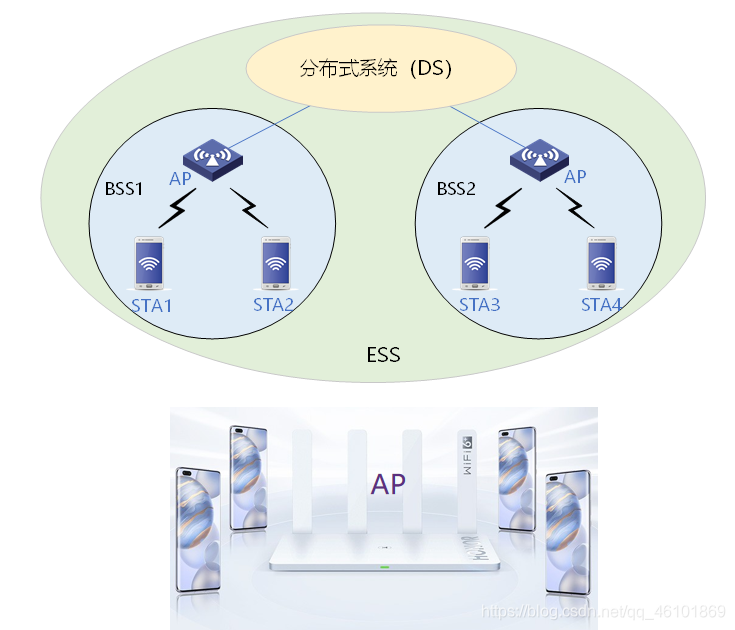 分布式系统（DS）
AP
AP
BSS1
BSS2
STA1
STA2
STA3
STA4
ESS
WiFi 6+
AP
HONOR
https://blog.csdn.net/qq_46101869